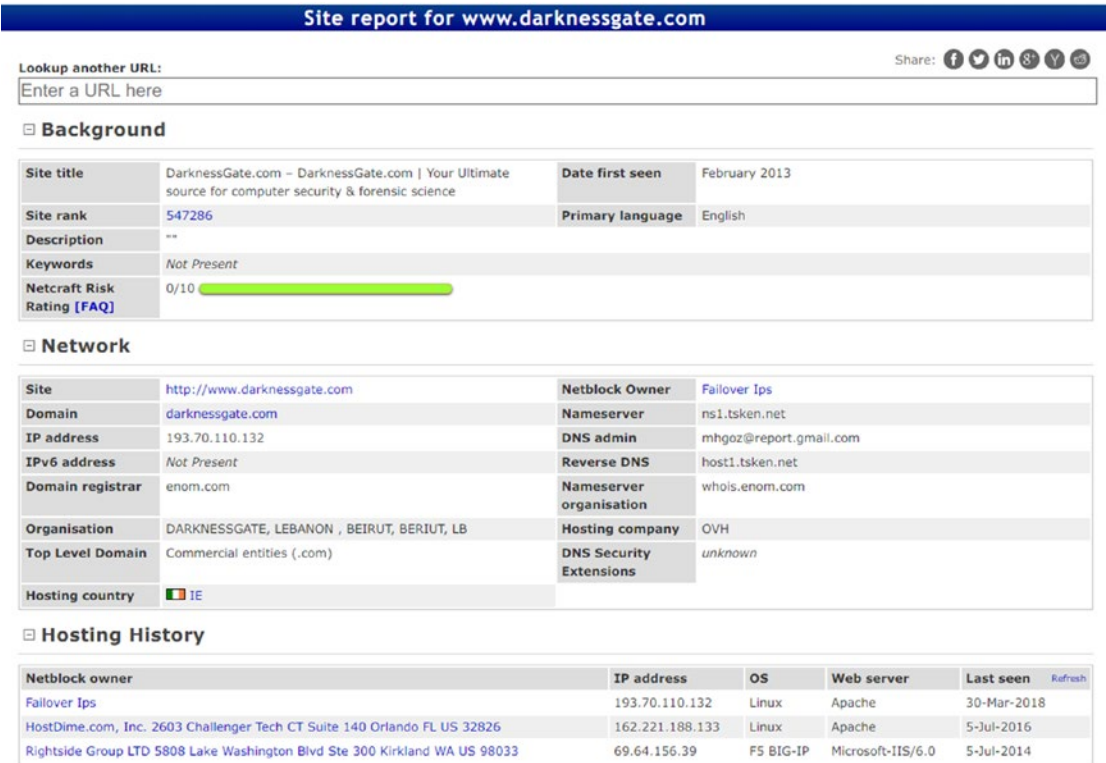 Site report for www.darknessgate.com
Share:
Lookup another URL:
Enter a URL here
Background
Site title DarknessGate.com – DarknessGate.com | Your Ultimate Date first seen February 2013
source for computer security & forensic science
Site rank 547286 Primary language English
Description ""
Keywords Not Present
Netcraft Risk 0/10
Rating [FAQ]
Network
Site http://www.darknessgate.com Netblock Owner Failover Ips
Domain darknessgate.com Nameserver ns1.tsken.net
IP address 193.70.110.132 DNS admin mhgoz@report.gmail.com
IPv6 address Not Present Reverse DNS host1.tsken.net
Domain registrar enom.com Nameserver whois.enom.com
organisation
Organisation DARKNESSGATE, LEBANON , BEIRUT, BERIUT, LB Hosting company OVH
Top Level Domain Commercial entities (.com) DNS Security unknown
Extensions
Hosting country IE
Hosting History
Netblock owner IP address OS Web server Last seen Refresh
Failover Ips 193.70.110.132 Linux Apache 30-Mar-2018
HostDime.com, Inc. 2603 Challenger Tech CT Suite 140 Orlando FL US 32826 162.221.188.133 Linux Apache 5-Jul-2016
Rightside Group LTD 5808 Lake Washington Blvd Ste 300 Kirkland WA US 98033 69.64.156.39 F5 BIG-IP Microsoft-IIS/6.0 5-Jul-2014